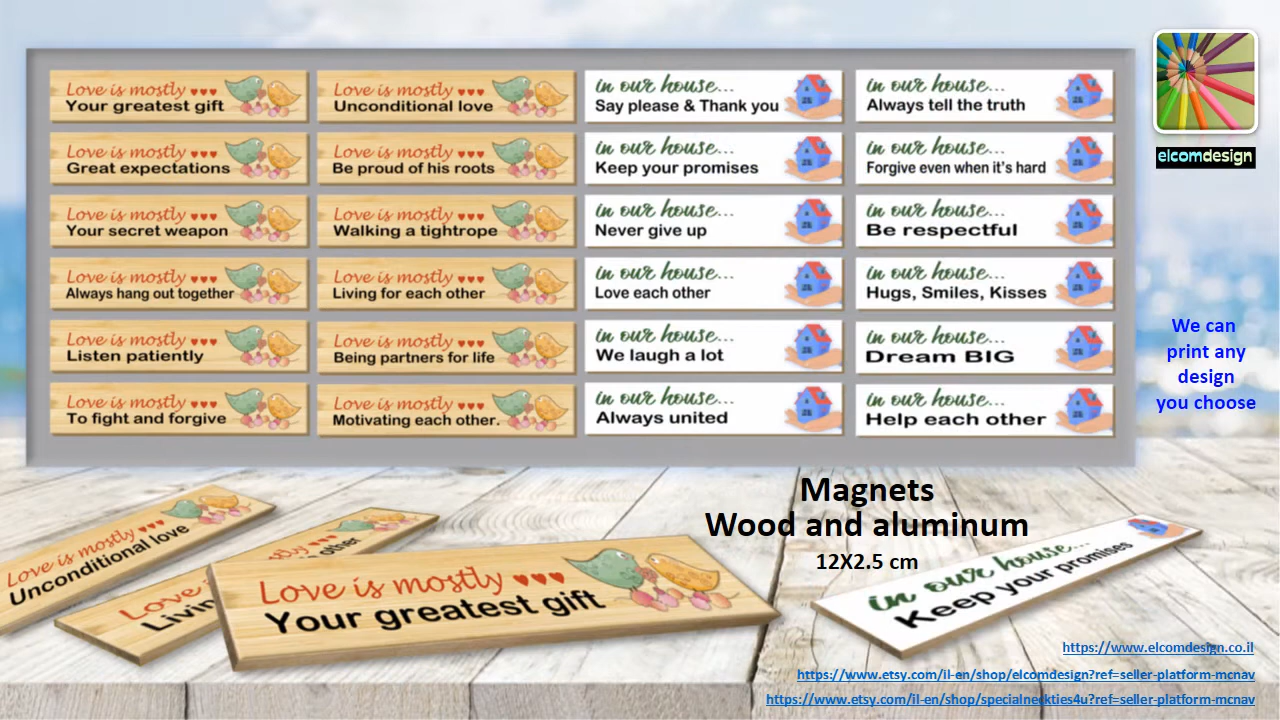 Love is mostly ♥♥♥
Your greatest gift
Love is mostly ♥♥♥
Unconditional love
in our house...
Say please & Thank you
in our house...
Always tell the truth
Love is mostly ♥♥♥
Great expectations
Love is mostly ♥♥♥
Be proud of his roots
in our house...
Keep your promises
in our house...
Forgive even when it's hard
Love is mostly ♥♥♥
Your secret weapon
Love is mostly ♥♥♥
Walking a tightrope
in our house...
Never give up
in our house...
Be respectful
Love is mostly ♥♥♥
Always hang out together
Love is mostly ♥♥♥
Living for each other
in our house...
Love each other
in our house...
Hugs, Smiles, Kisses
Love is mostly ♥♥♥
Listen patiently
Love is mostly ♥♥♥
Being partners for life
in our house...
We laugh a lot
in our house...
Dream BIG
Love is mostly ♥♥♥
To fight and forgive
Love is mostly ♥♥♥
Motivating each other.
in our house...
Always united
in our house...
Help each other
elcomdesign
We can
print any
design
you choose
Magnets
Wood and aluminum
12X2.5 cm
Love is mostly ♥♥♥
Unconditional love
Love
Livin
other
Love is mostly ♥♥♥
Your greatest gift
in our house...
Keep your promises
https://www.elcomdesign.co.il
https://www.etsy.com/il-en/shop/elcomdesign?ref=seller-platform-mcnav
https://www.etsy.com/il-en/shop/specialneckties4u?ref=seller-platform-mcnav